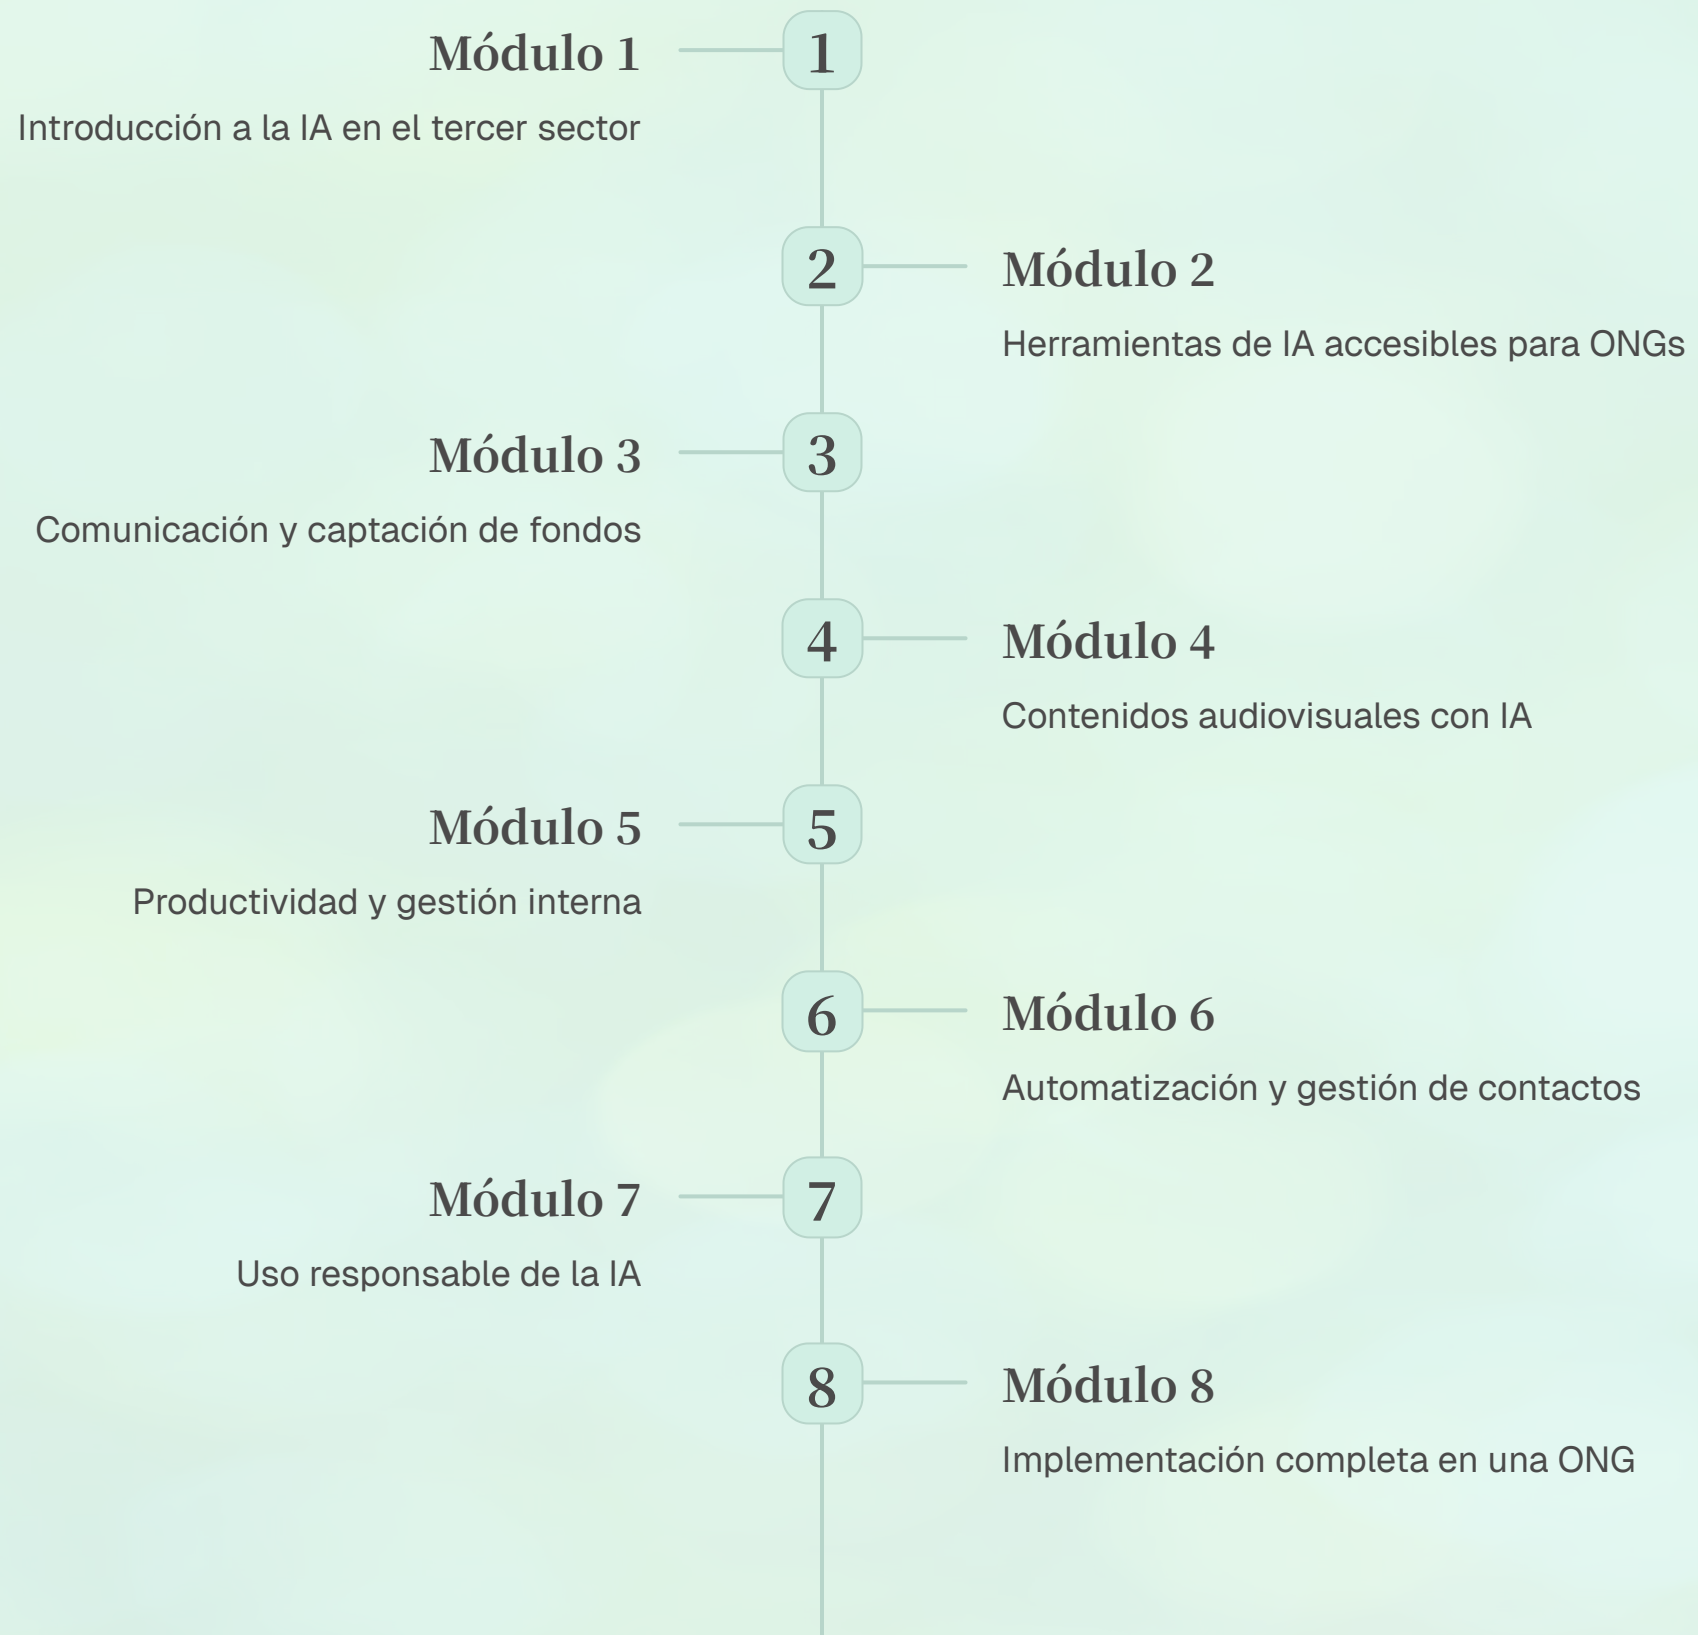 Módulo 1
1
Introducción a la IA en el tercer sector
2
Módulo 2
Herramientas de IA accesibles para ONGs
Módulo 3
3
Comunicación y captación de fondos
4
Módulo 4
Contenidos audiovisuales con IA
Módulo 5
5
Productividad y gestión interna
6
Módulo 6
Automatización y gestión de contactos
Módulo 7
7
Uso responsable de la IA
8
Módulo 8
Implementación completa en una ONG